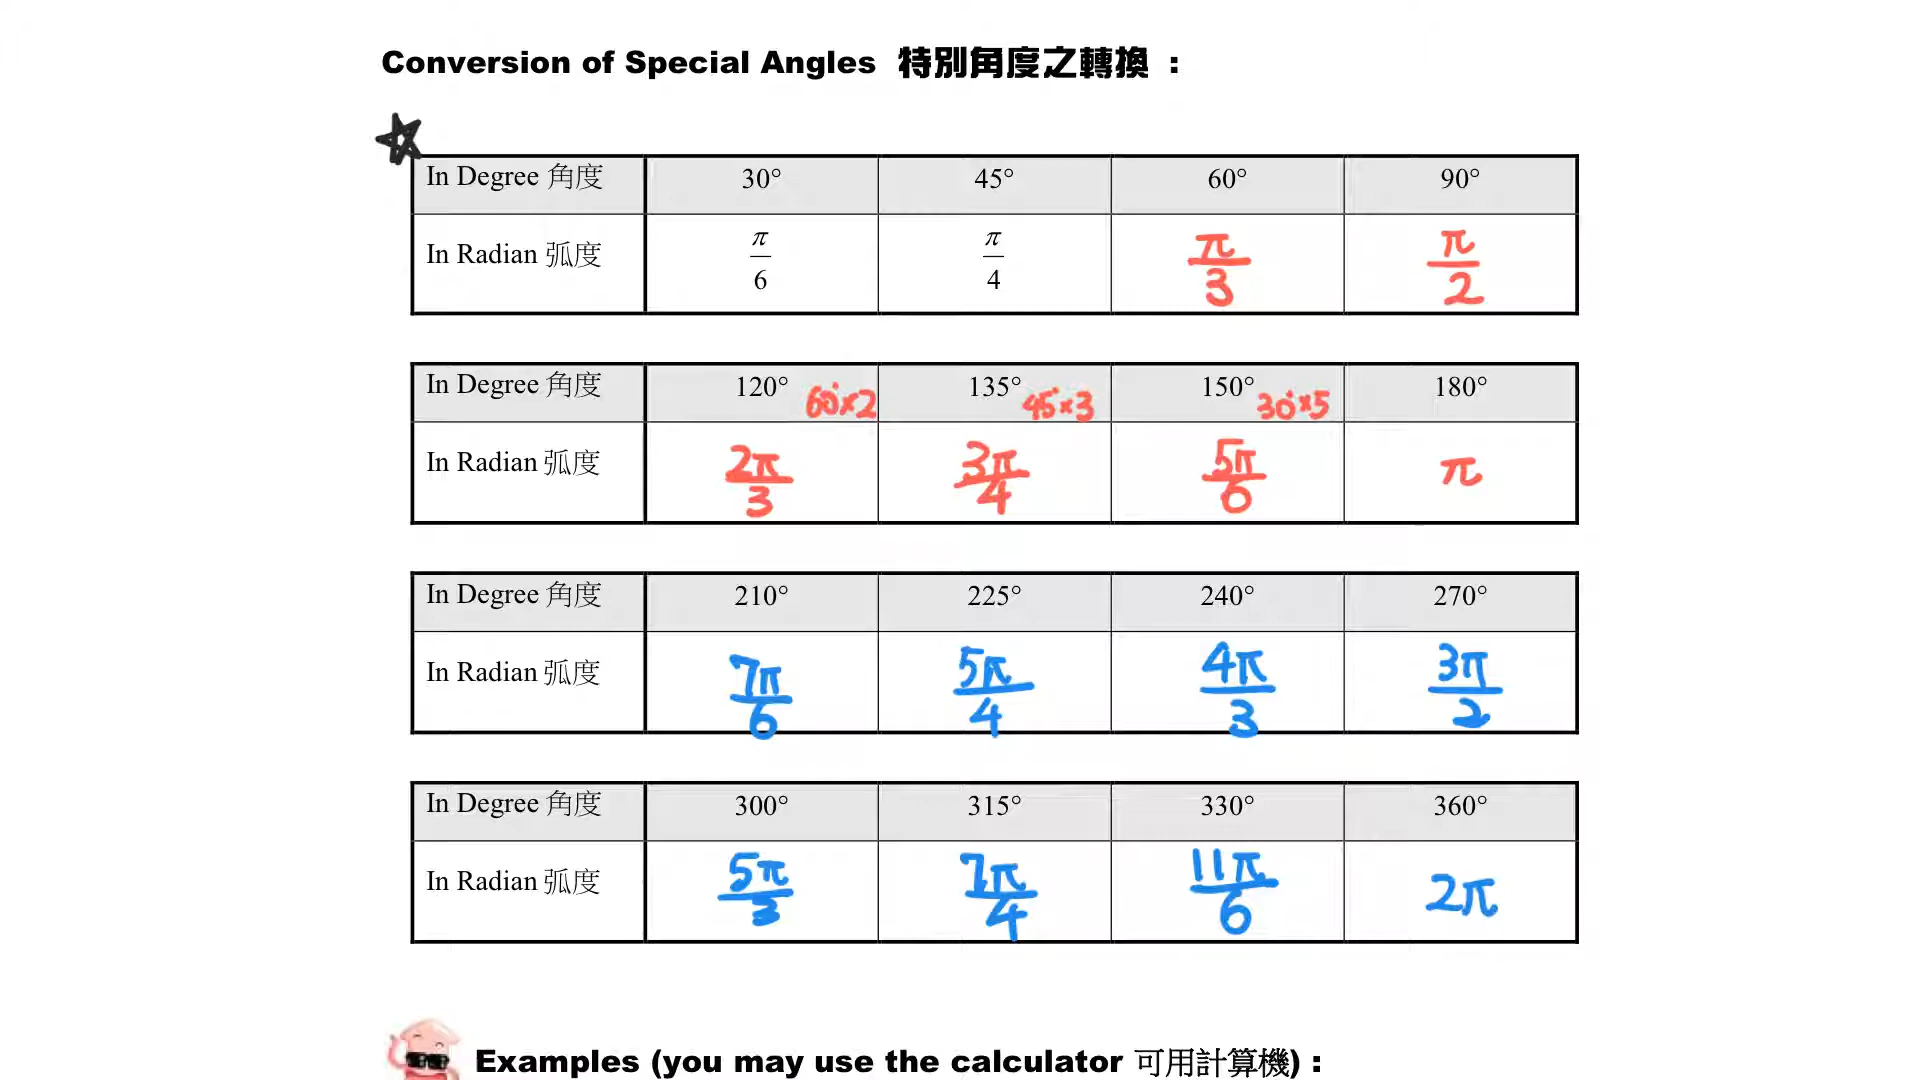 Conversion of Special Angles 特別角度之轉換 :
In Degree 角度 30° 45° 60° 90°
In Radian 弧度 π/6 π/4 π/3 π/2
In Degree 角度 120° 60°×2 135° 45°×3 150° 30°×5 180°
In Radian 弧度 2π/3 3π/4 5π/6 π
In Degree 角度 210° 225° 240° 270°
In Radian 弧度 7π/6 5π/4 4π/3 3π/2
In Degree 角度 300° 315° 330° 360°
In Radian 弧度 5π/3 7π/4 11π/6 2π
Examples (you may use the calculator 可用計算機) :